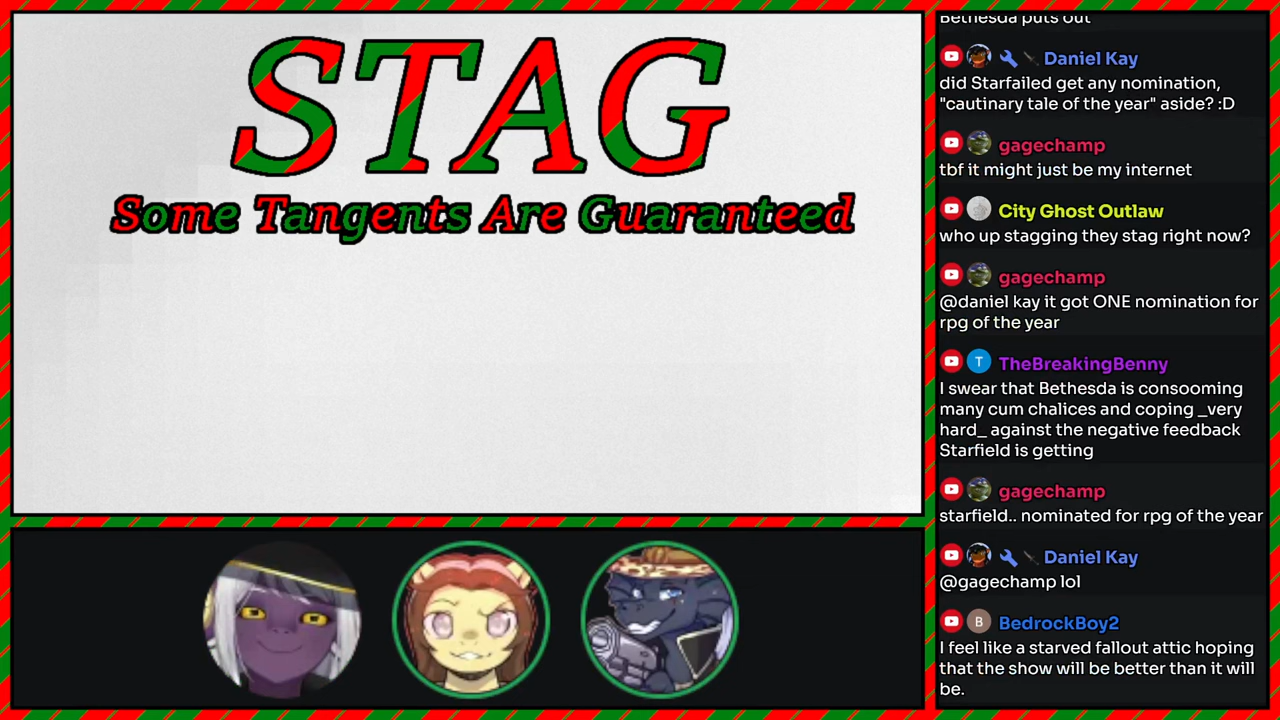 STAG
Some Tangents Are Guaranteed
Bethesda puts out
Daniel Kay
did Starfailed get any nomination,
"cautinary tale of the year" aside? :D
gagechamp
tbf it might just be my internet
City Ghost Outlaw
who up stagging they stag right now?
gagechamp
@daniel kay it got ONE nomination for
rpg of the year
T TheBreakingBenny
I swear that Bethesda is consooming
many cum chalices and coping _very
hard_ against the negative feedback
Starfield is getting
gagechamp
starfield.. nominated for rpg of the year
Daniel Kay
@gagechamp lol
B BedrockBoy2
I feel like a starved fallout attic hoping
that the show will be better than it will
be.